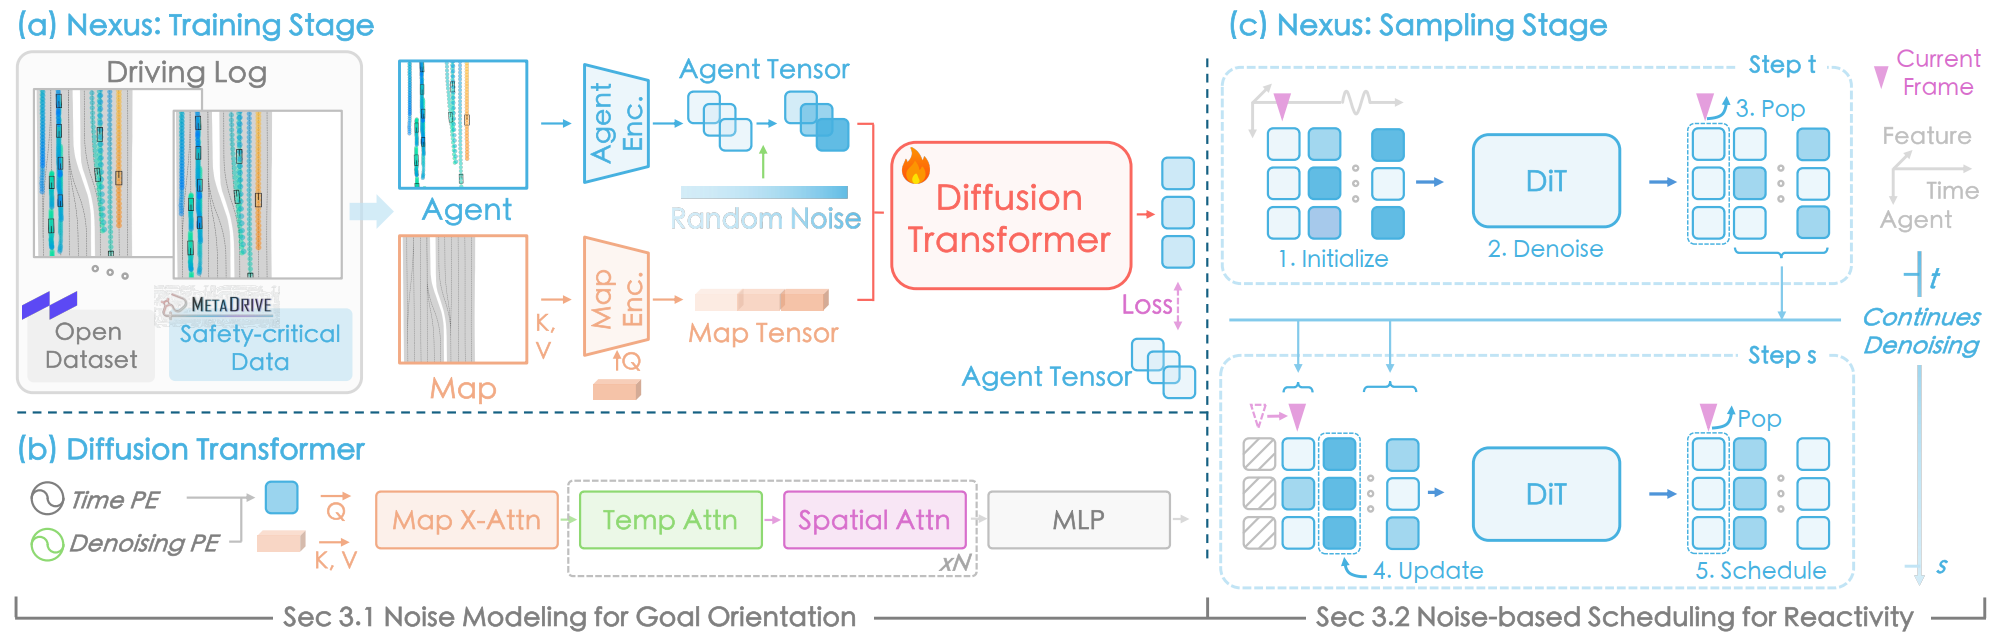 (a) Nexus: Training Stage
Driving Log
Open
Dataset
METADRIVE
Safety-critical
Data
Agent
Map
Agent
Enc.
Map
Enc.
K,
V
Q
Agent Tensor
Random Noise
Map Tensor
Diffusion
Transformer
Loss
Agent Tensor
(b) Diffusion Transformer
Time PE
Denoising PE
Q
K, V
Map X-Attn
Temp Attn
Spatial Attn
xN
MLP
Sec 3.1 Noise Modeling for Goal Orientation
(c) Nexus: Sampling Stage
Step t
1. Initialize
DiT
2. Denoise
3. Pop
Current
Frame
Feature
Time
Agent
t
Continues
Denoising
s
Step s
4. Update
DiT
Pop
5. Schedule
Sec 3.2 Noise-based Scheduling for Reactivity